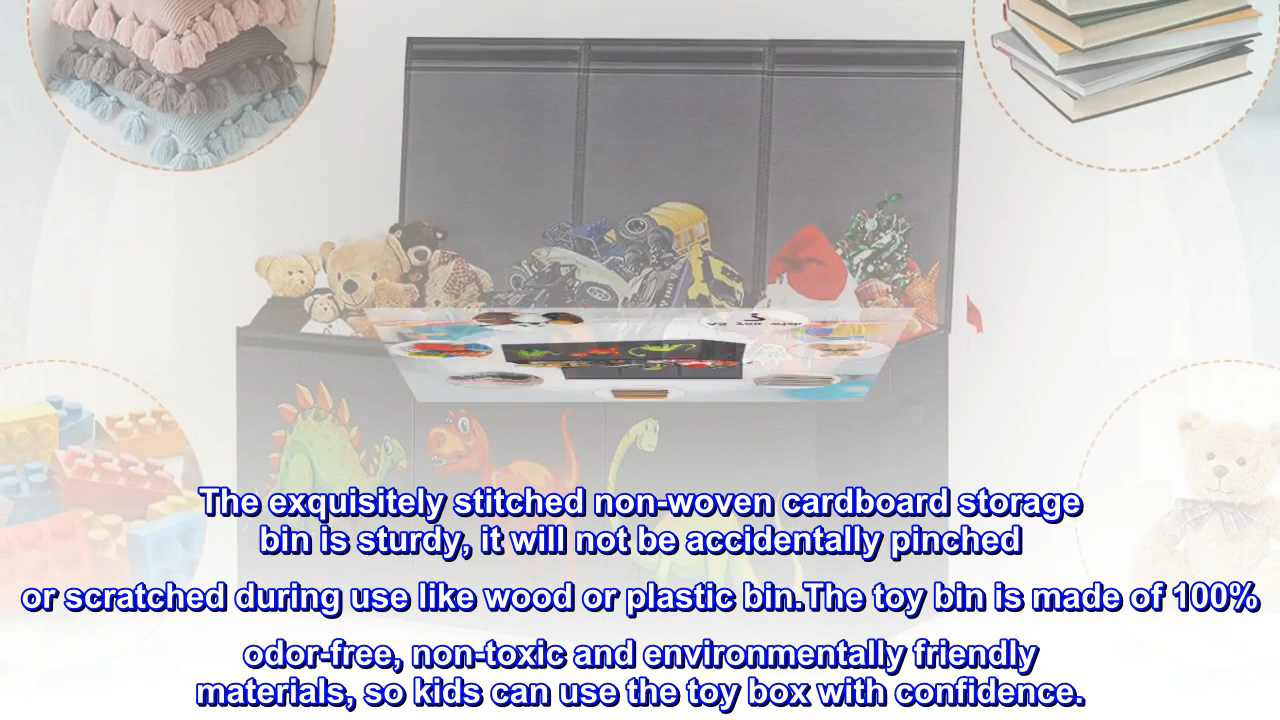 The exquisitely stitched non-woven cardboard storage
bin is sturdy, it will not be accidentally pinched
or scratched during use like wood or plastic bin.The toy bin is made of 100%
odor-free, non-toxic and environmentally friendly
materials, so kids can use the toy box with confidence.